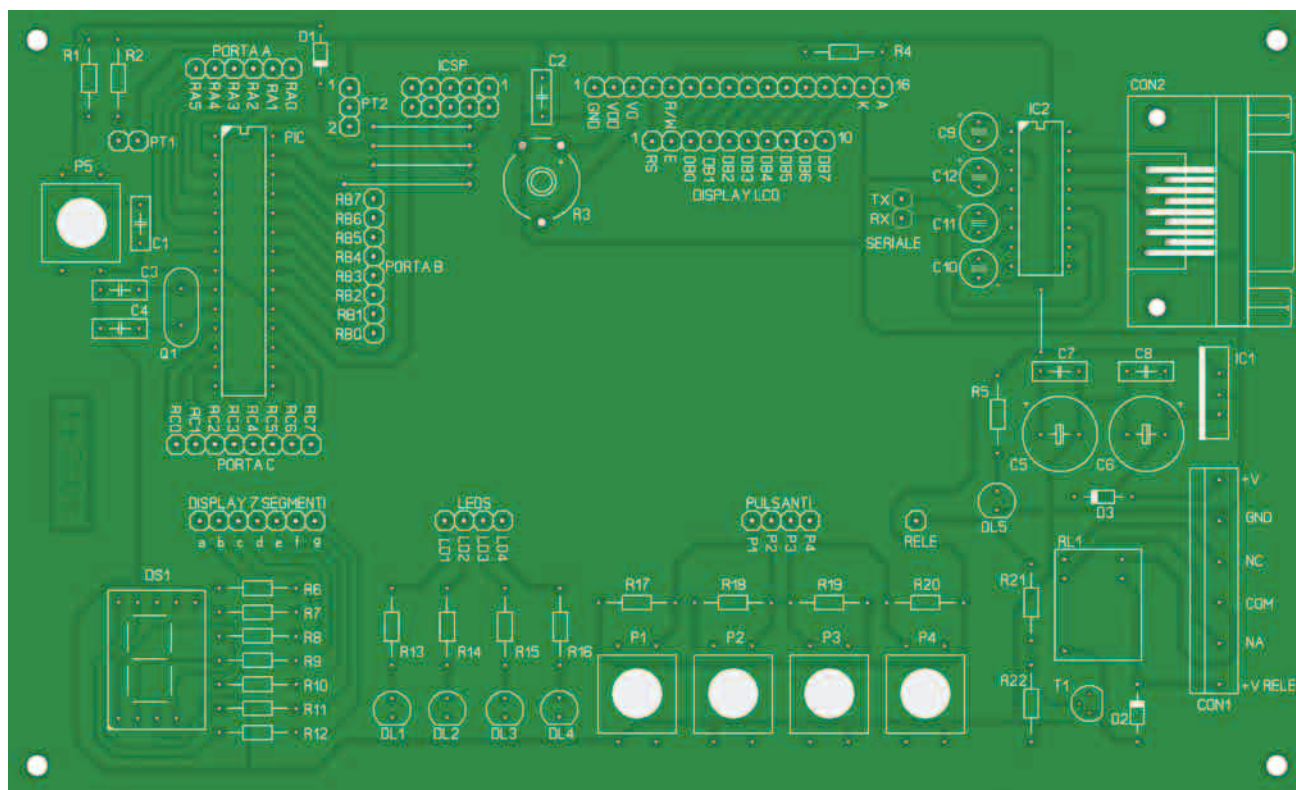 R1
R2
PORTA A
RA5 RA4 RA3 RA2 RA1 RA0
D1
1
PT2
2
ICSP
1
C2
R4
1
16
GND VDD VO R/W K A
1
10
RS E DB0 DB1 DB2 DB3 DB4 DB5 DB6 DB7
DISPLAY LCD
IC2
CON2
PT1
PIC
P5
C1
C3
C4
Q1
R3
C9
C12
C11
C10
TX
RX
SERIALE
RB7
RB6
RB5
RB4
RB3
RB2
RB1
RB0
PORTA B
RC0 RC1 RC2 RC3 RC4 RC5 RC6 RC7
PORTA C
C7
C8
IC1
R5
C5
C6
DL5
D3
DISPLAY 7 SEGMENTI
a b c d e f g
LEDS
LD1 LD2 LD3 LD4
PULSANTI
P1 P2 P3 P4
RELE
+V
GND
NC
COM
NA
+V RELE
CON1
RL1
DS1
R6
R7
R8
R9
R10
R11
R12
R13
R14
R15
R16
R17
R18
R19
R20
R21
R22
P1
P2
P3
P4
T1
D2
DL1
DL2
DL3
DL4